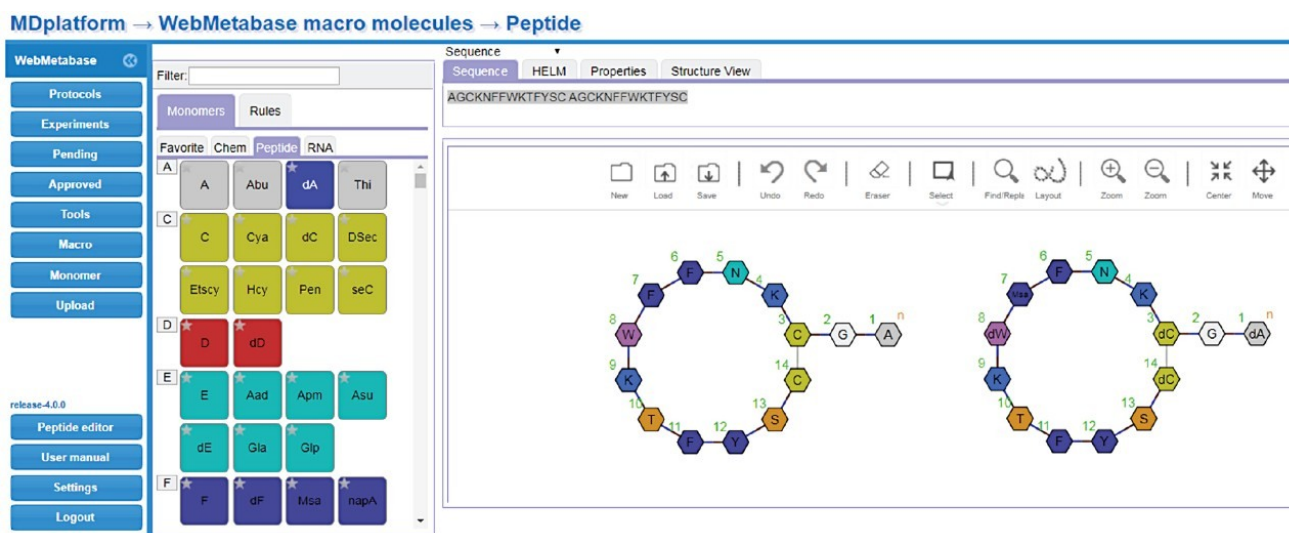 MDplatform → WebMetabase macro molecules → Peptide
WebMetabase
Protocols
Experiments
Pending
Approved
Tools
Macro
Monomer
Upload
release-4.0.0
Peptide editor
User manual
Settings
Logout
Filter:
Monomers Rules
Favorite Chem Peptide RNA
A
A Abu dA Thi
C
C Cya dC DSec
Etscy Hcy Pen seC
D
D dD
E
E Aad Apm Asu
dE Gla Glp
F
F dF Msa napA
Sequence
Sequence HELM Properties Structure View
AGCKNFFWKTFYSC AGCKNFFWKTFYSC
New Load Save Undo Redo Eraser Select Find/Repla Layout Zoom Zoom Center Move
6 5
F N
7 4
F K
8 3 2 1 n
W C G A
9 14
K C
10 13
T S
11 12
F Y
6 5
F N
7 4
Msa K
8 3 2 1 n
dW dC G dA
9 14
K dC
10 13
T S
11 12
F Y